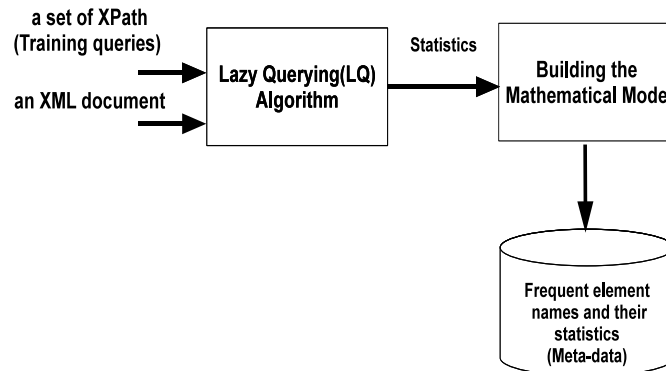 a set of XPath
(Training queries)
an XML document
Lazy Querying(LQ)
Algorithm
Statistics
Building the
Mathematical Mode
Frequent element
names and their
statistics
(Meta-data)